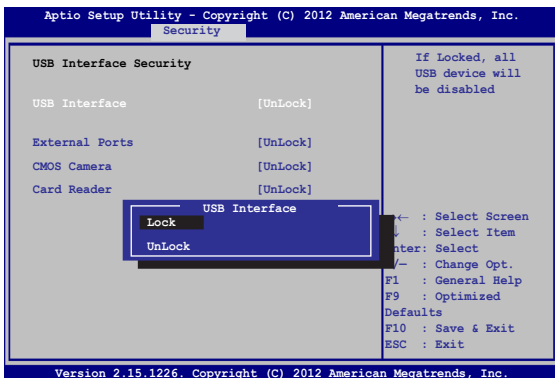 Aptio Setup Utility - Copyright (C) 2012 American Megatrends, Inc.
Security
USB Interface Security
USB Interface [UnLock]
External Ports [UnLock]
CMOS Camera [UnLock]
Card Reader [UnLock]
USB Interface
Lock
UnLock
If Locked, all
USB device will
be disabled
→← : Select Screen
↓ : Select Item
nter: Select
/— : Change Opt.
F1 : General Help
F9 : Optimized
Defaults
F10 : Save & Exit
ESC : Exit
Version 2.15.1226. Copyright (C) 2012 American Megatrends, Inc.